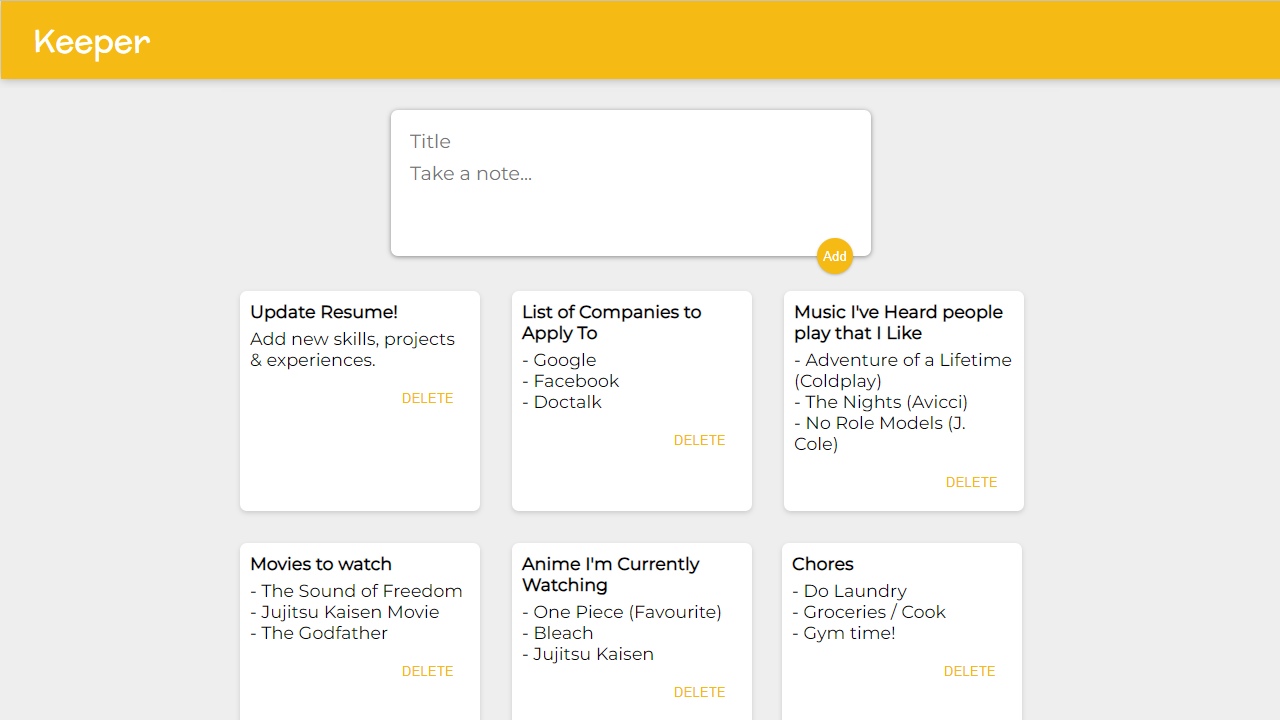 Keeper
Title
Take a note...
Add
Update Resume!
Add new skills, projects
& experiences.
DELETE
List of Companies to
Apply To
- Google
- Facebook
- Doctalk
DELETE
Music I've Heard people
play that I Like
- Adventure of a Lifetime
(Coldplay)
- The Nights (Avicci)
- No Role Models (J.
Cole)
DELETE
Movies to watch
- The Sound of Freedom
- Jujitsu Kaisen Movie
- The Godfather
DELETE
Anime I'm Currently
Watching
- One Piece (Favourite)
- Bleach
- Jujitsu Kaisen
DELETE
Chores
- Do Laundry
- Groceries / Cook
- Gym time!
DELETE